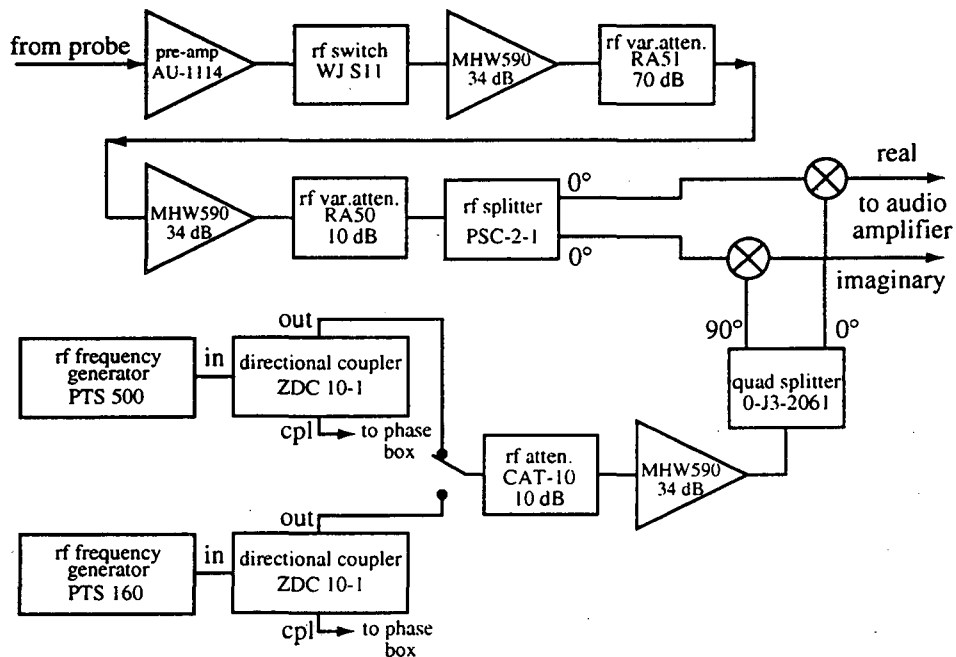 from probe
pre-amp
AU-1114
rf switch
WJ S11
MHW590
34 dB
rf var.atten.
RA51
70 dB
MHW590
34 dB
rf var.atten.
RA50
10 dB
rf splitter
PSC-2-1
0°
0°
real
to audio
amplifier
imaginary
90°
0°
quad splitter
0-J3-2061
rf frequency
generator
PTS 500
in
out
directional coupler
ZDC 10-1
cpl
to phase
box
rf atten.
CAT-10
10 dB
MHW590
34 dB
rf frequency
generator
PTS 160
in
out
directional coupler
ZDC 10-1
cpl
to phase
box